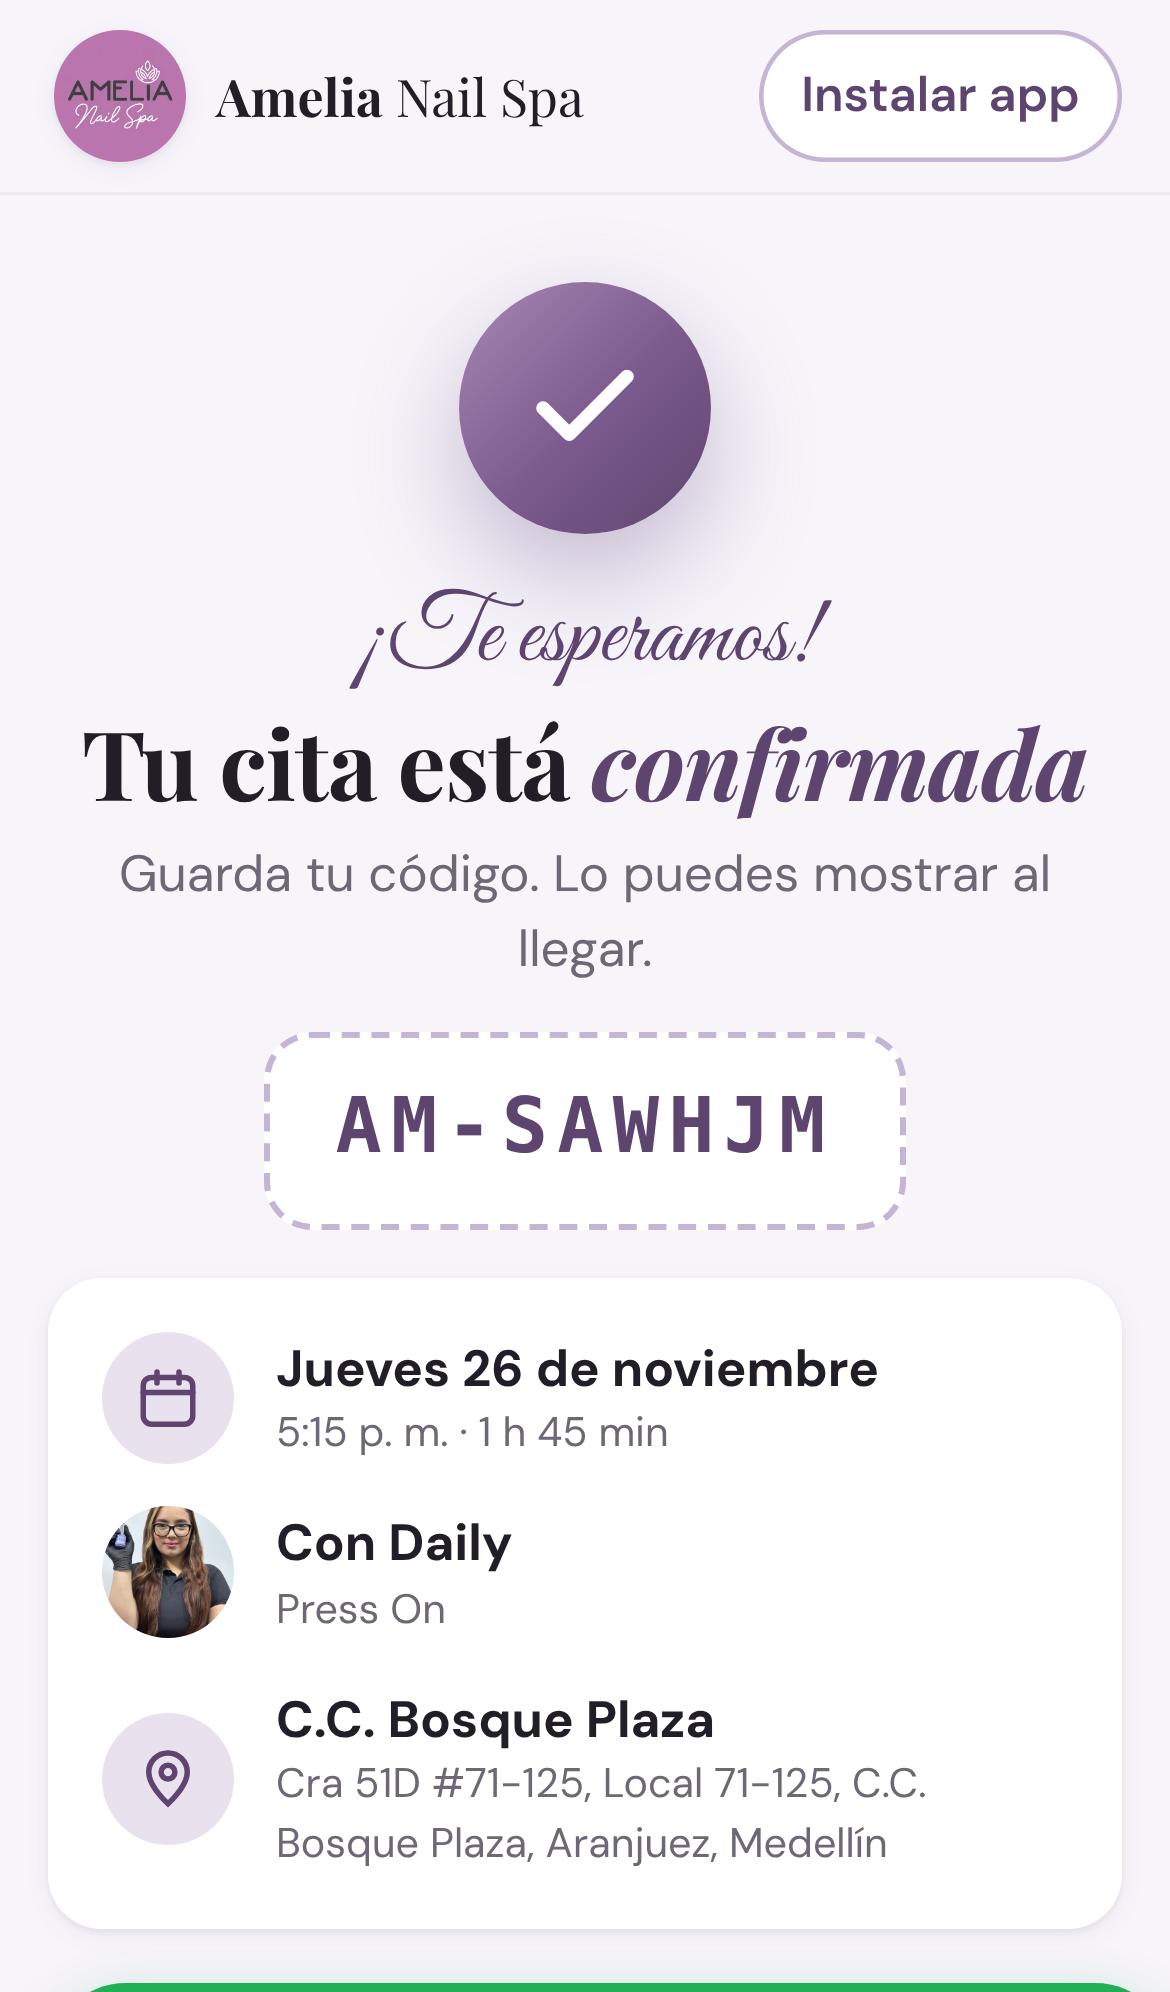 AMELIA
Nail Spa
Amelia Nail Spa
Instalar app
¡Te esperamos!
Tu cita está confirmada
Guarda tu código. Lo puedes mostrar al
llegar.
AM-SAWHJM
Jueves 26 de noviembre
5:15 p. m. · 1 h 45 min
Con Daily
Press On
C.C. Bosque Plaza
Cra 51D #71-125, Local 71-125, C.C.
Bosque Plaza, Aranjuez, Medellín